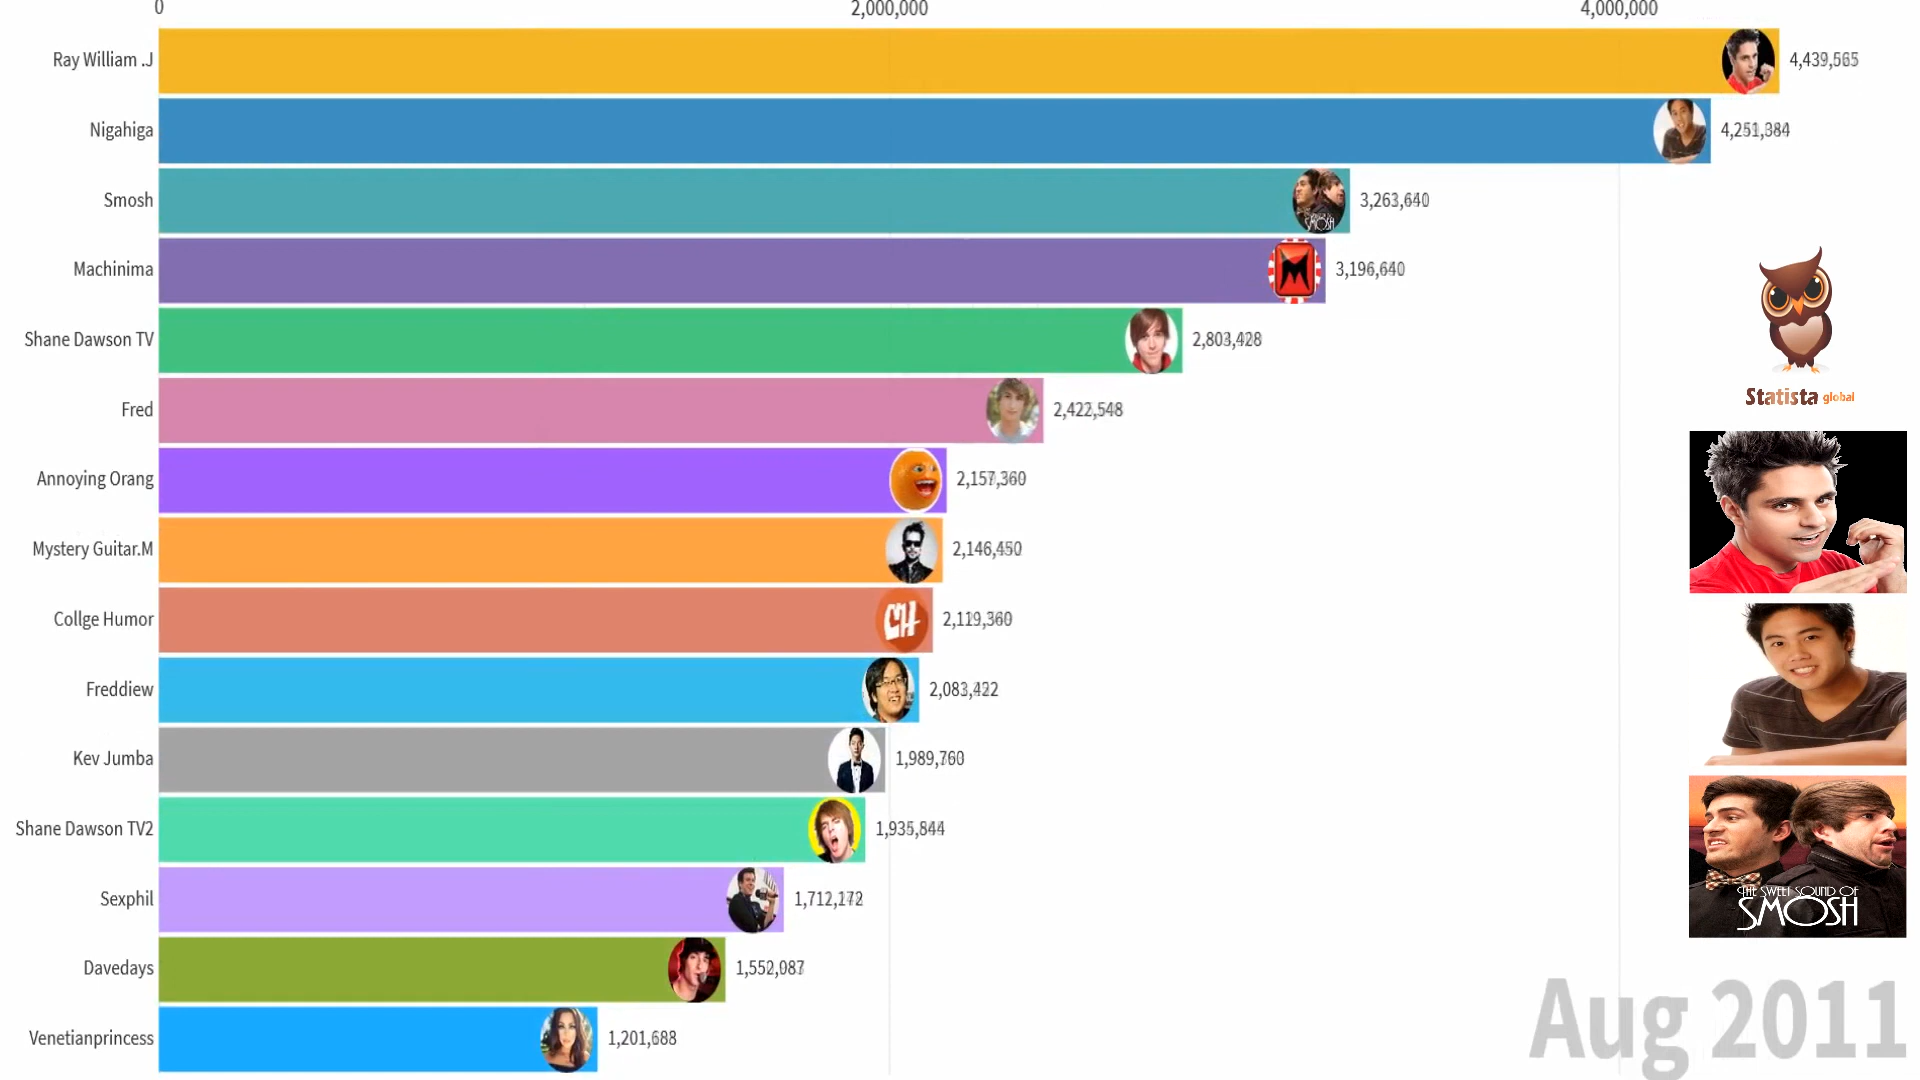 0 2,000,000 4,000,000
Ray William .J 4,439,565
Nigahiga 4,251,384
Smosh 3,263,640
Machinima 3,196,640
Shane Dawson TV 2,803,428
Fred 2,422,548
Annoying Orang 2,157,360
Mystery Guitar.M 2,146,450
Collge Humor 2,119,360
Freddiew 2,083,422
Kev Jumba 1,989,760
Shane Dawson TV2 1,935,844
Sexphil 1,712,172
Davedays 1,552,087
Venetianprincess 1,201,688
Statista global
THE SWEET SOUND OF
SMOSH
Aug 2011